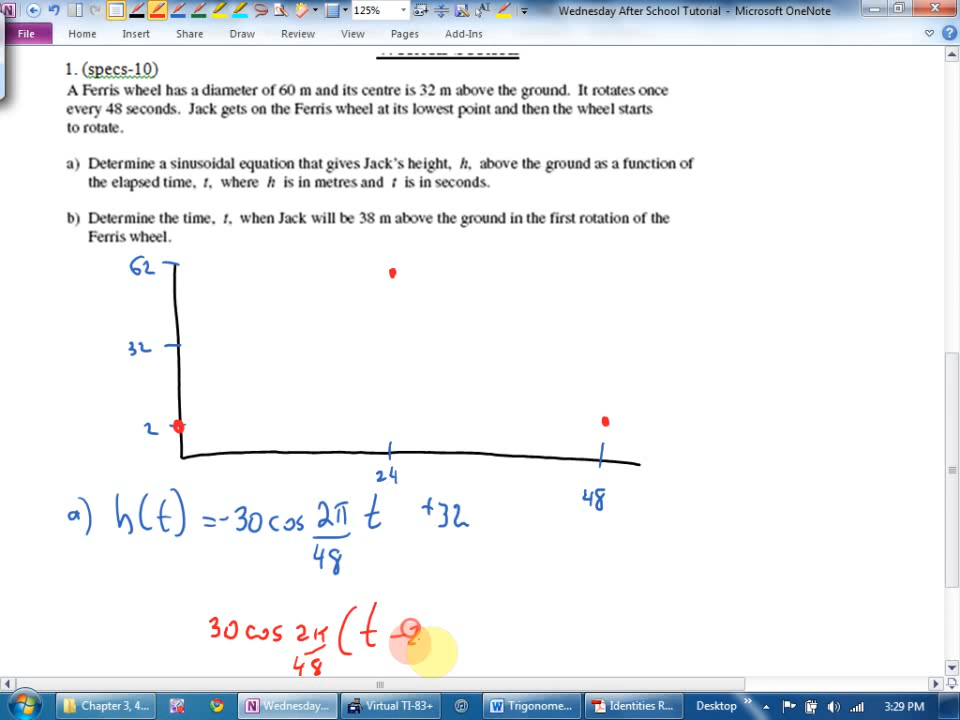 125%
Wednesday After School Tutorial - Microsoft OneNote
File Home Insert Share Draw Review View Pages Add-Ins
1. (specs-10)
A Ferris wheel has a diameter of 60 m and its centre is 32 m above the ground. It rotates once
every 48 seconds. Jack gets on the Ferris wheel at its lowest point and then the wheel starts
to rotate.
a) Determine a sinusoidal equation that gives Jack's height, h, above the ground as a function of
the elapsed time, t, where h is in metres and t is in seconds.
b) Determine the time, t, when Jack will be 38 m above the ground in the first rotation of the
Ferris wheel.
62
32
2
24
48
a) h(t) = -30 cos 2π/48 t +32
30 cos 2π/48 (t - 2
Chapter 3, 4... Wednesday... Virtual TI-83+ Trigonome... Identities R... Desktop 3:29 PM